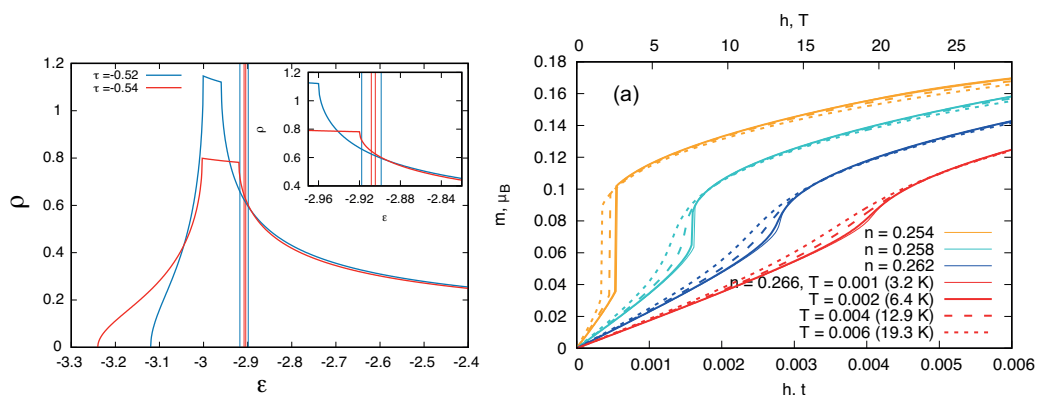 τ =-0.52
τ =-0.54
ρ
1.2
1
0.8
0.6
0.4
0.2
0
-3.3
-3.2
-3.1
-3
-2.9
-2.8
-2.7
-2.6
-2.5
-2.4
ε
ρ
1.2
1.0
0.8
0.6
0.4
-2.96
-2.92
-2.88
-2.84
ε
h, T
0
5
10
15
20
25
(a)
m, μB
0.18
0.16
0.14
0.12
0.10
0.08
0.06
0.04
0.02
0
n = 0.254
n = 0.258
n = 0.262
n = 0.266, T = 0.001 (3.2 K)
T = 0.002 (6.4 K)
T = 0.004 (12.9 K)
T = 0.006 (19.3 K)
0
0.001
0.002
0.003
0.004
0.005
0.006
h, t